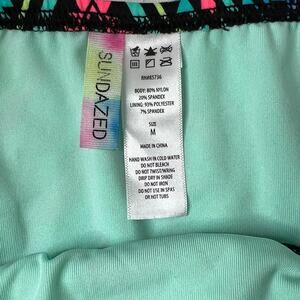 SUNDAZED
RN#85736
BODY: 80% NYLON
20% SPANDEX
LINING: 93% POLYESTER
7% SPANDEX
SIZE
M
MADE IN CHINA
HAND WASH IN COLD WATER
DO NOT BLEACH
DO NOT TWIST/WRING
DRIP DRY IN SHADE
DO NOT IRON
DO NOT USE IN SPAS
OR HOT TUBS